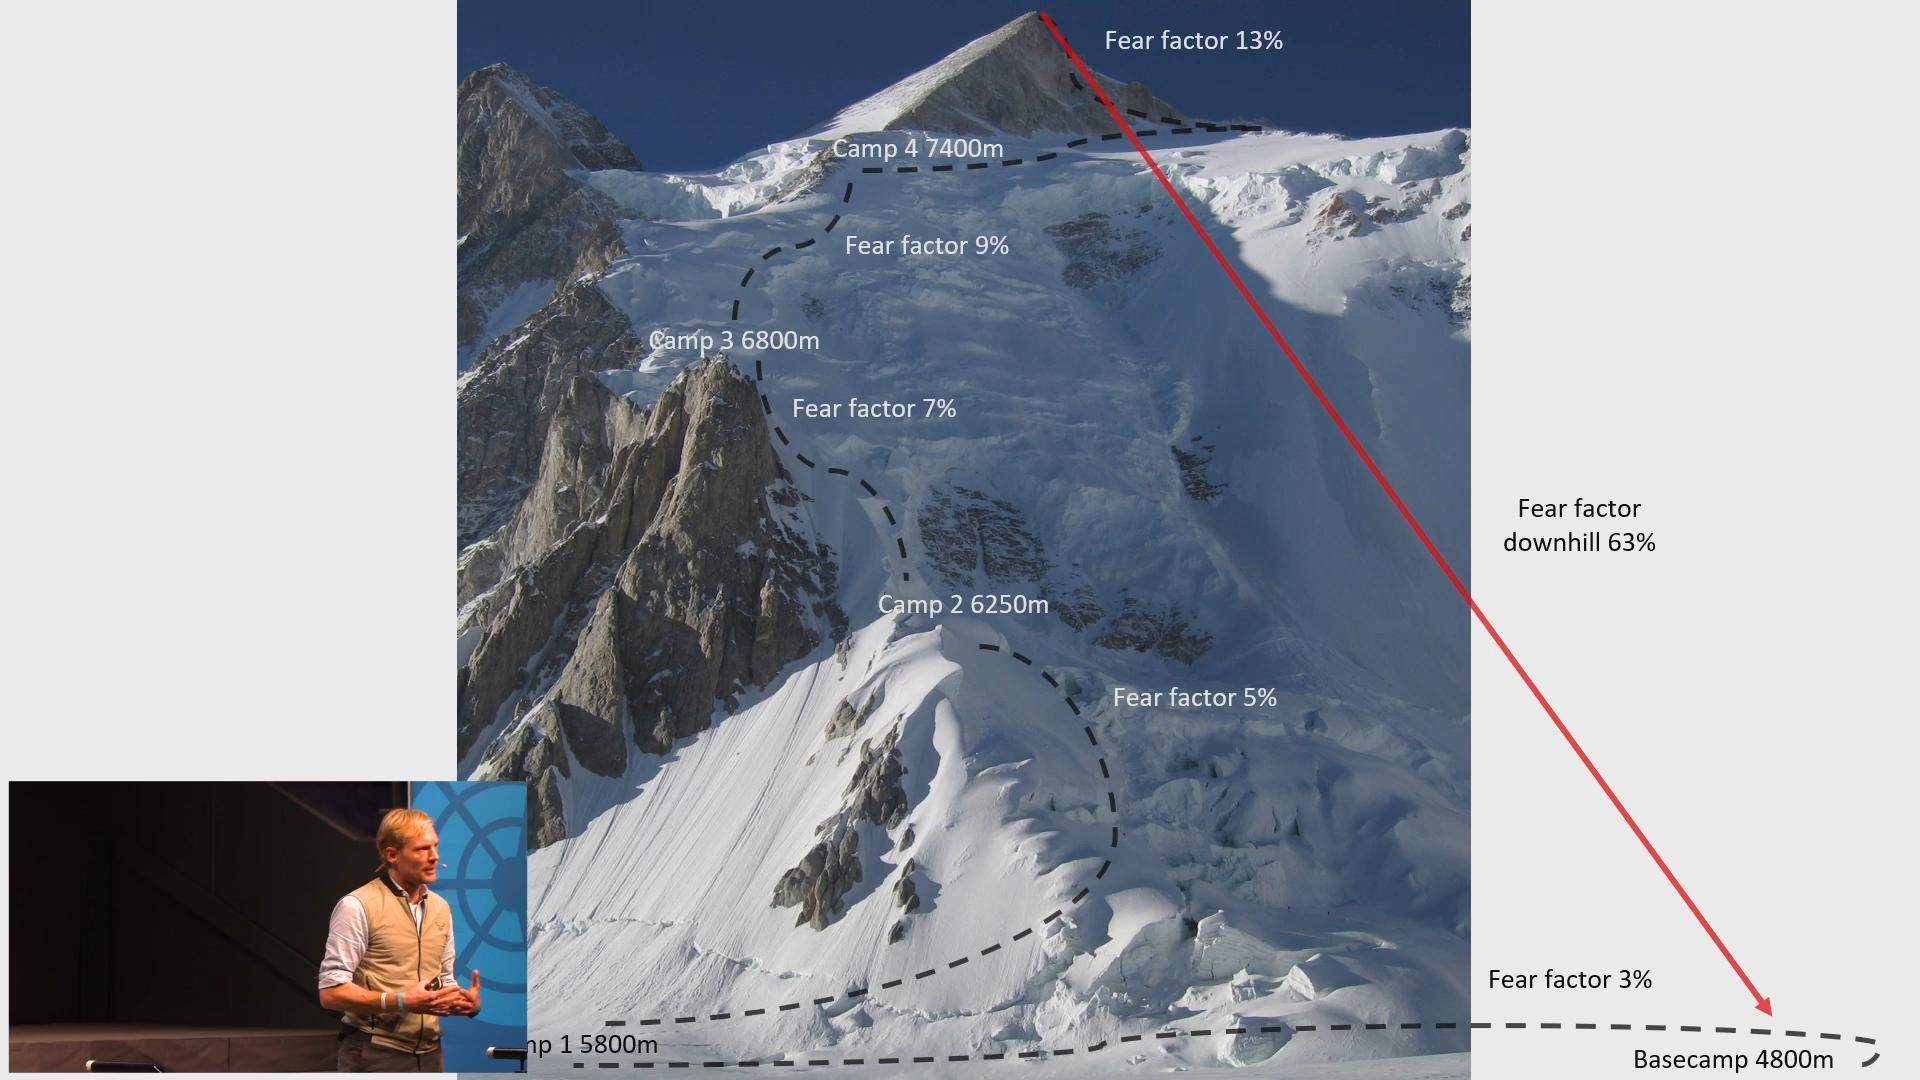 Fear factor 13%
Camp 4 7400m
Fear factor 9%
Camp 3 6800m
Fear factor 7%
Fear factor
downhill 63%
Camp 2 6250m
Fear factor 5%
Fear factor 3%
1 5800m
Basecamp 4800m